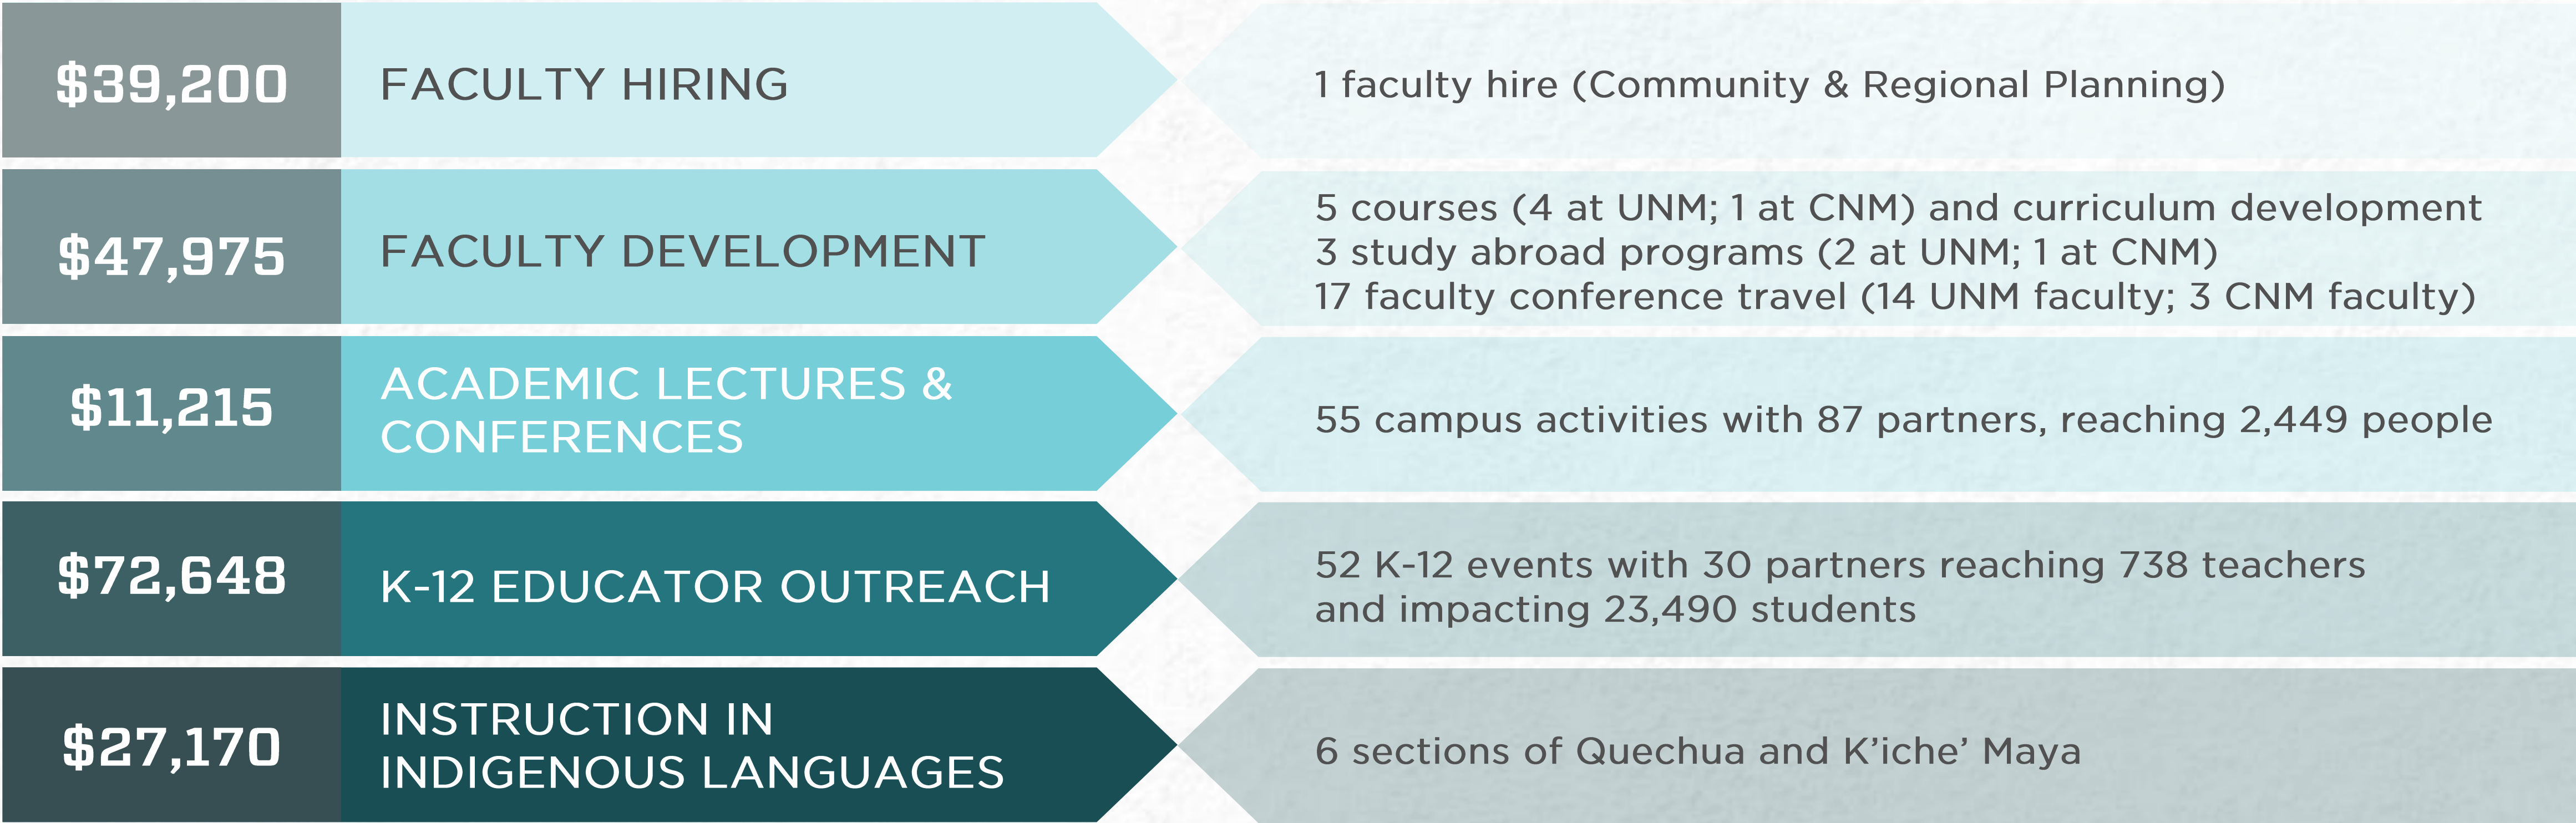 $39,200
FACULTY HIRING
1 faculty hire (Community & Regional Planning)
$47,975
FACULTY DEVELOPMENT
5 courses (4 at UNM; 1 at CNM) and curriculum development
3 study abroad programs (2 at UNM; 1 at CNM)
17 faculty conference travel (14 UNM faculty; 3 CNM faculty)
$11,215
ACADEMIC LECTURES &
CONFERENCES
55 campus activities with 87 partners, reaching 2,449 people
$72,648
K-12 EDUCATOR OUTREACH
52 K-12 events with 30 partners reaching 738 teachers
and impacting 23,490 students
$27,170
INSTRUCTION IN
INDIGENOUS LANGUAGES
6 sections of Quechua and K’iche’ Maya